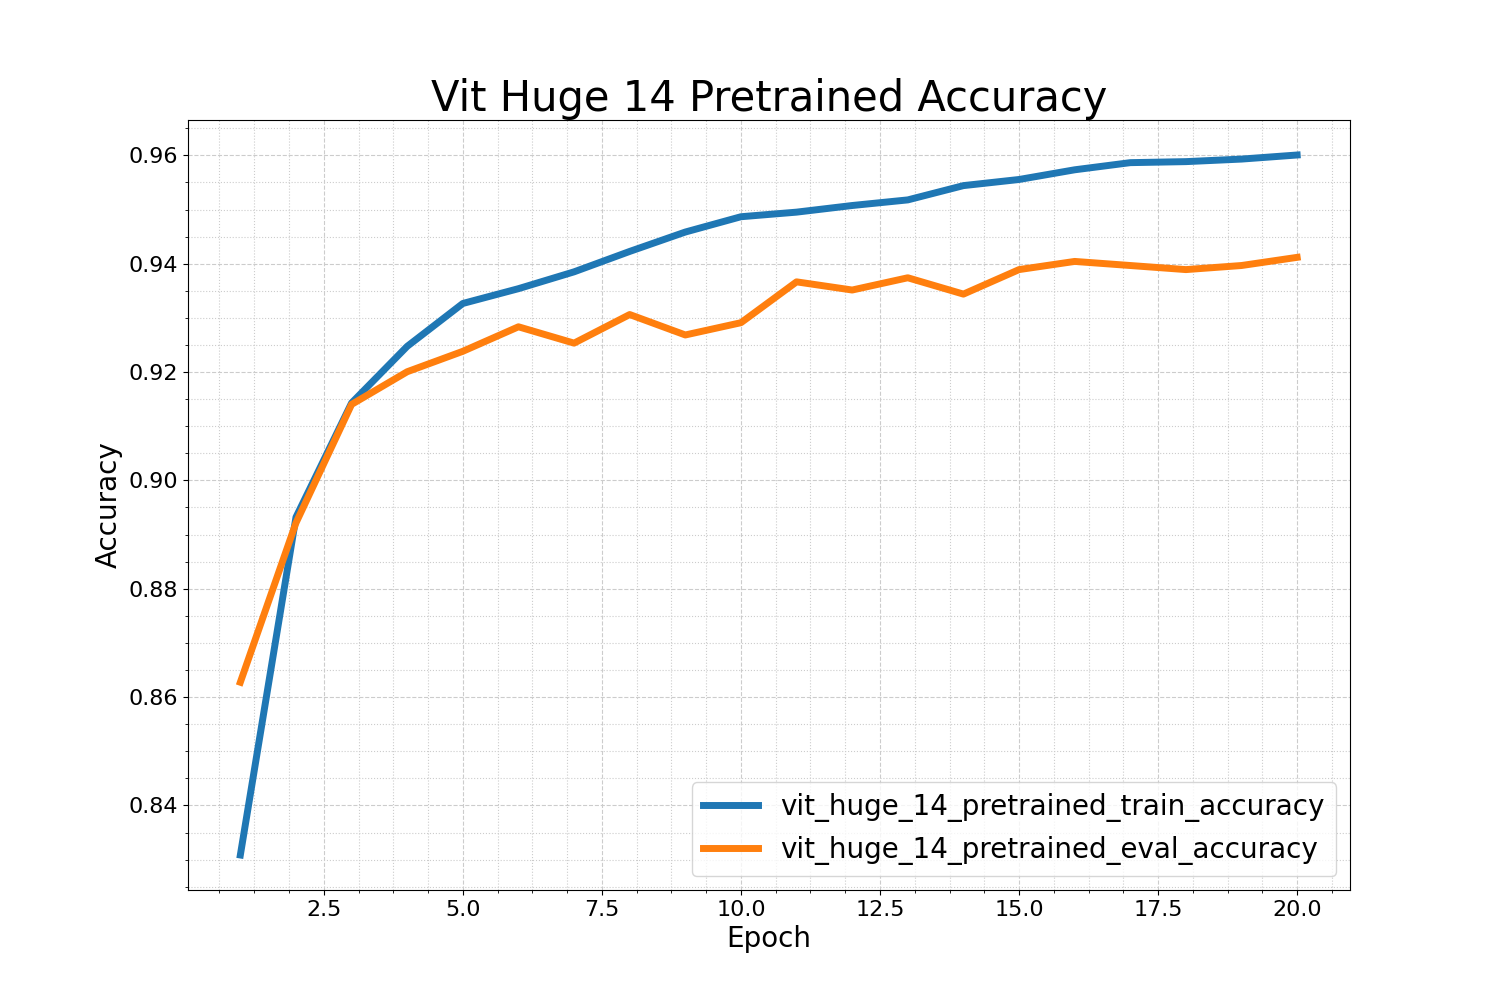 Vit Huge 14 Pretrained Accuracy
0.96
0.94
0.92
0.90
0.88
0.86
0.84
Accuracy
vit_huge_14_pretrained_train_accuracy
vit_huge_14_pretrained_eval_accuracy
2.5 5.0 7.5 10.0 12.5 15.0 17.5 20.0
Epoch